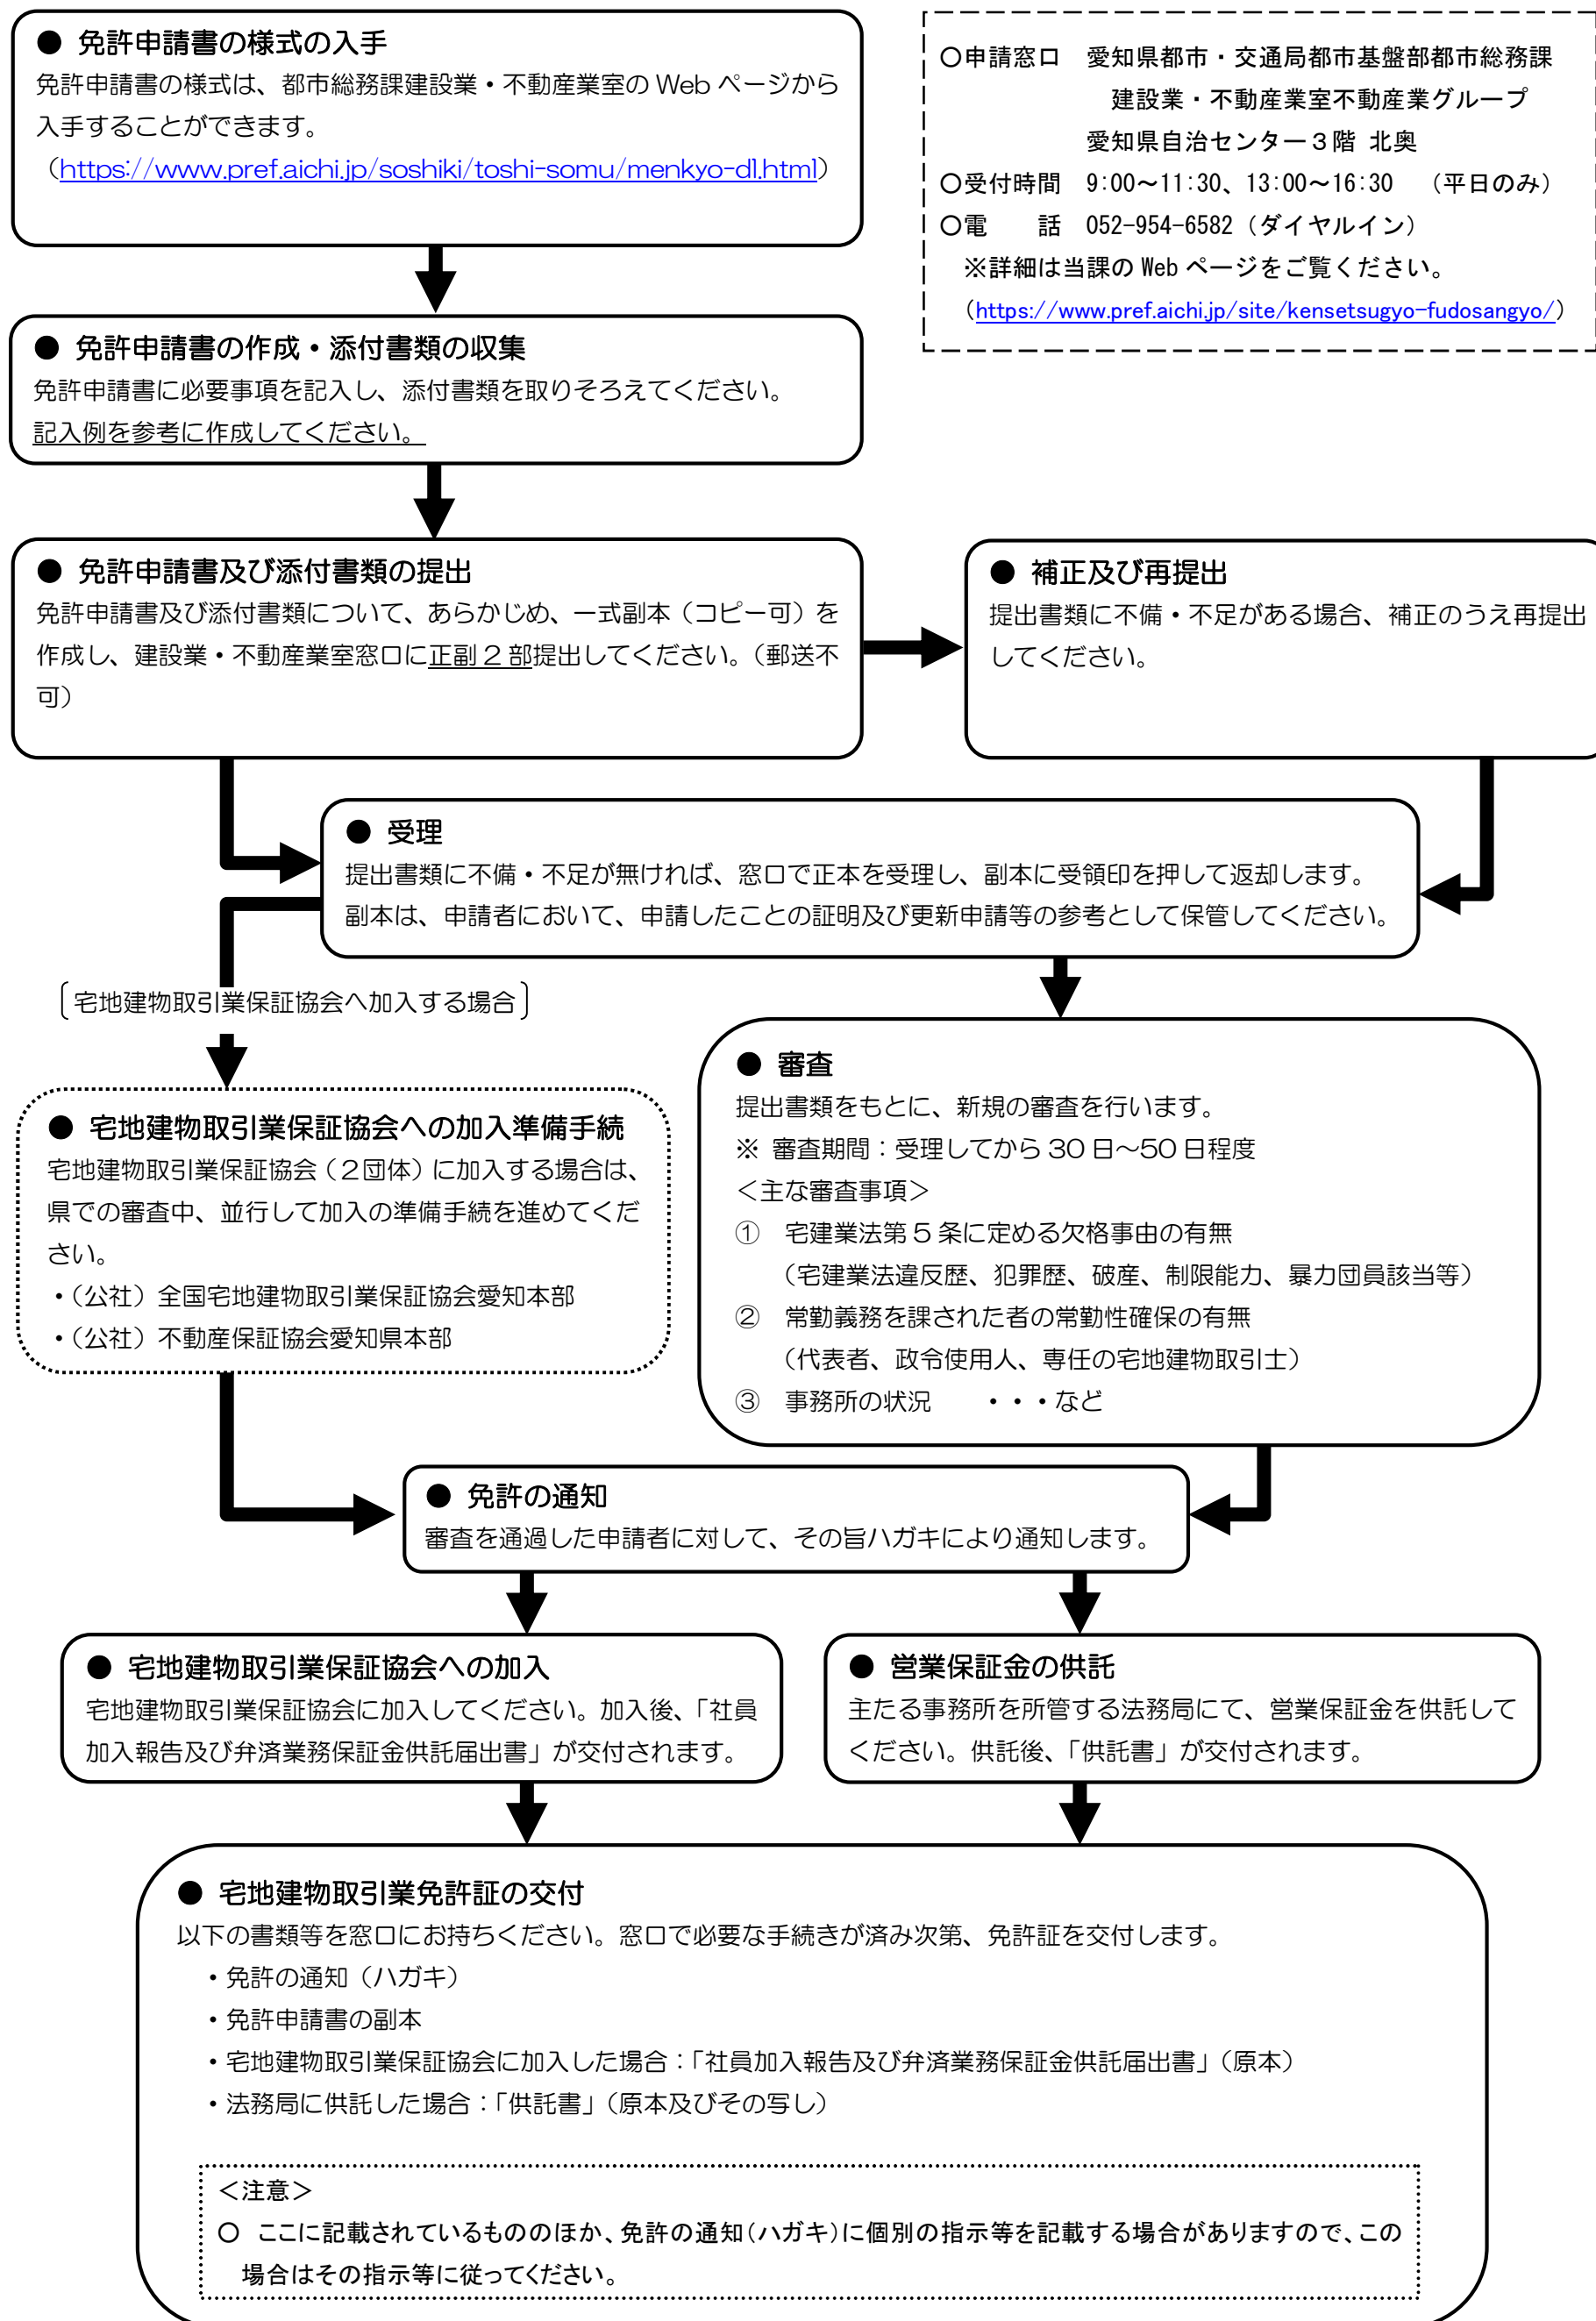 ● 免許申請書の様式の入手
免許申請書の様式は、都市総務課建設業・不動産業室の Web ページから
入手することができます。
（https://www.pref.aichi.jp/soshiki/toshi-somu/menkyo-dl.html）
○申請窓口 愛知県都市・交通局都市基盤部都市総務課
建設業・不動産業室不動産業グループ
愛知県自治センター３階 北奥
○受付時間 9:00～11:30、13:00～16:30 （平日のみ）
○電 話 052-954-6582（ダイヤルイン）
※詳細は当課の Web ページをご覧ください。
（https://www.pref.aichi.jp/site/kensetsugyo-fudosangyo/）
● 免許申請書の作成・添付書類の収集
免許申請書に必要事項を記入し、添付書類を取りそろえてください。
記入例を参考に作成してください。
● 免許申請書及び添付書類の提出
免許申請書及び添付書類について、あらかじめ、一式副本（コピー可）を
作成し、建設業・不動産業室窓口に正副２部提出してください。（郵送不
可）
● 補正及び再提出
提出書類に不備・不足がある場合、補正のうえ再提出
してください。
● 受理
提出書類に不備・不足が無ければ、窓口で正本を受理し、副本に受領印を押して返却します。
副本は、申請者において、申請したことの証明及び更新申請等の参考として保管してください。
〔宅地建物取引業保証協会へ加入する場合〕
● 宅地建物取引業保証協会への加入準備手続
宅地建物取引業保証協会（２団体）に加入する場合は、
県での審査中、並行して加入の準備手続を進めてくだ
さい。
・（公社）全国宅地建物取引業保証協会愛知本部
・（公社）不動産保証協会愛知県本部
● 審査
提出書類をもとに、新規の審査を行います。
※ 審査期間：受理してから 30 日～50 日程度
＜主な審査事項＞
① 宅建業法第５条に定める欠格事由の有無
（宅建業法違反歴、犯罪歴、破産、制限能力、暴力団員該当等）
② 常勤義務を課された者の常勤性確保の有無
（代表者、政令使用人、専任の宅地建物取引士）
③ 事務所の状況 ・・・など
● 免許の通知
審査を通過した申請者に対して、その旨ハガキにより通知します。
● 宅地建物取引業保証協会への加入
宅地建物取引業保証協会に加入してください。加入後、「社員
加入報告及び弁済業務保証金供託届出書」が交付されます。
● 営業保証金の供託
主たる事務所を所管する法務局にて、営業保証金を供託して
ください。供託後、「供託書」が交付されます。
● 宅地建物取引業免許証の交付
以下の書類等を窓口にお持ちください。窓口で必要な手続きが済み次第、免許証を交付します。
・免許の通知（ハガキ）
・免許申請書の副本
・宅地建物取引業保証協会に加入した場合：「社員加入報告及び弁済業務保証金供託届出書」（原本）
・法務局に供託した場合：「供託書」（原本及びその写し）
＜注意＞
○ ここに記載されているもののほか、免許の通知（ハガキ）に個別の指示等を記載する場合がありますので、この
場合はその指示等に従ってください。